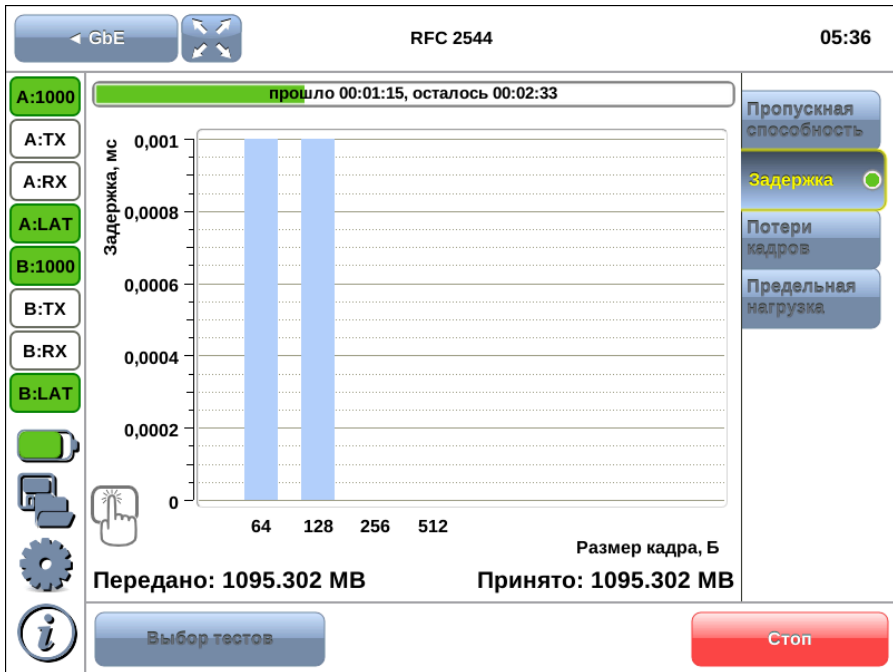 ◄ GbE
RFC 2544
05:36
A:1000
A:TX
A:RX
A:LAT
B:1000
B:TX
B:RX
B:LAT
прошло 00:01:15, осталось 00:02:33
Задержка, мс
0,001
0,0008
0,0006
0,0004
0,0002
0
64 128 256 512
Размер кадра, Б
Передано: 1095.302 MB
Принято: 1095.302 MB
Пропускная
способность
Задержка
Потери
кадров
Предельная
нагрузка
i
Выбор тестов
Стоп